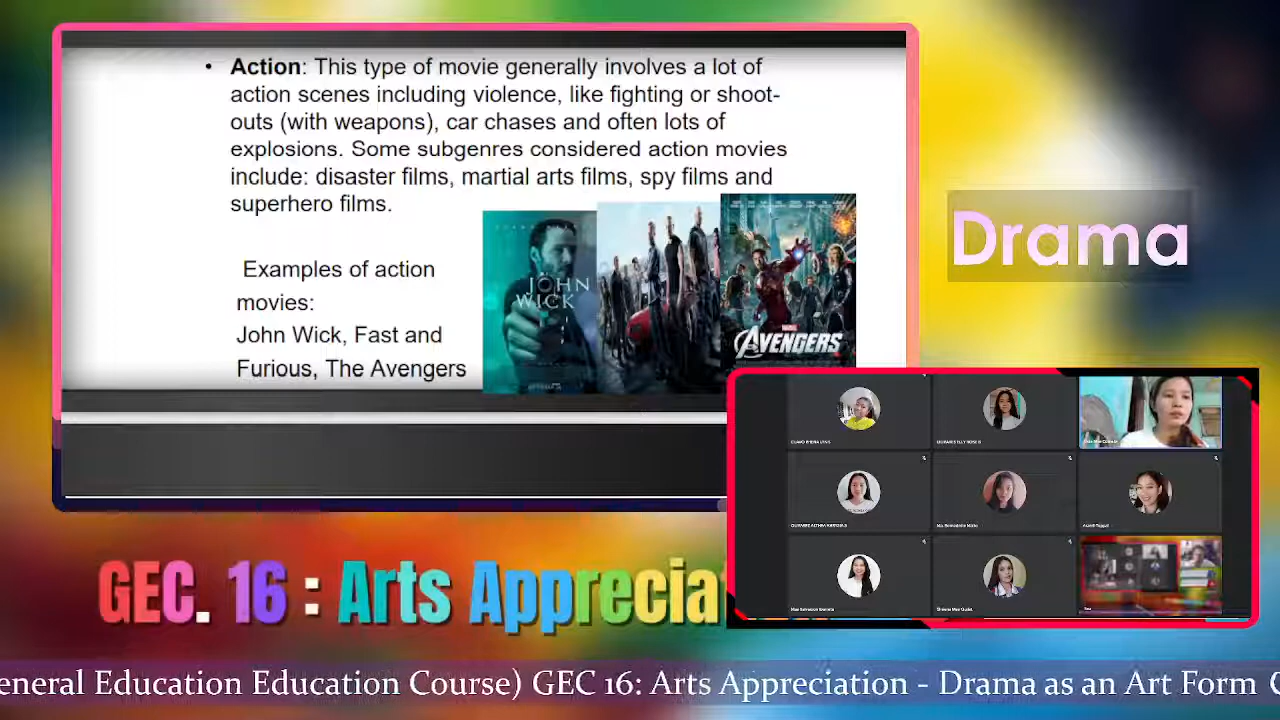 • Action: This type of movie generally involves a lot of
action scenes including violence, like fighting or shoot-
outs (with weapons), car chases and often lots of
explosions. Some subgenres considered action movies
include: disaster films, martial arts films, spy films and
superhero films.
Examples of action
movies:
John Wick, Fast and
Furious, The Avengers
JOHN
WICK
MARVEL
AVENGERS
Drama
GEC. 16 : Arts Apprecia
eneral Education Education Course) GEC 16: Arts Appreciation - Drama as an Art Form